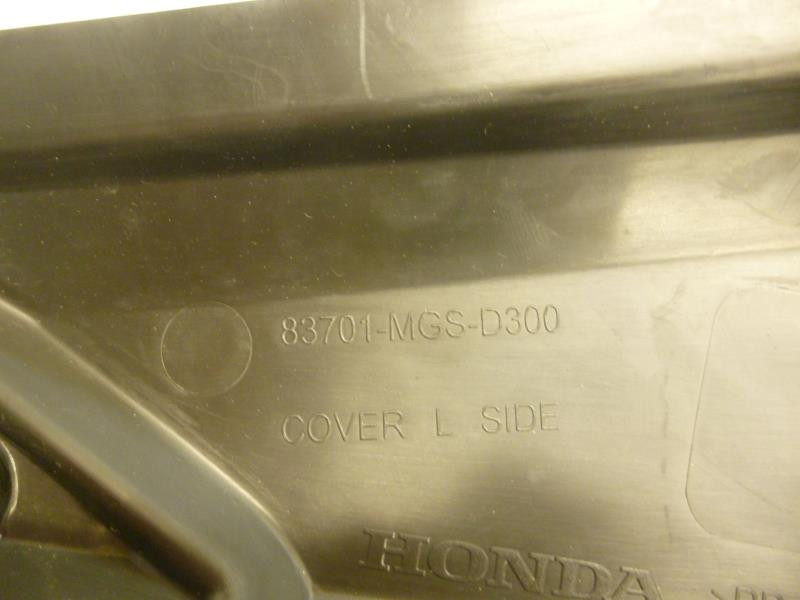 83701-MGS-D300
COVER L SIDE
HONDA